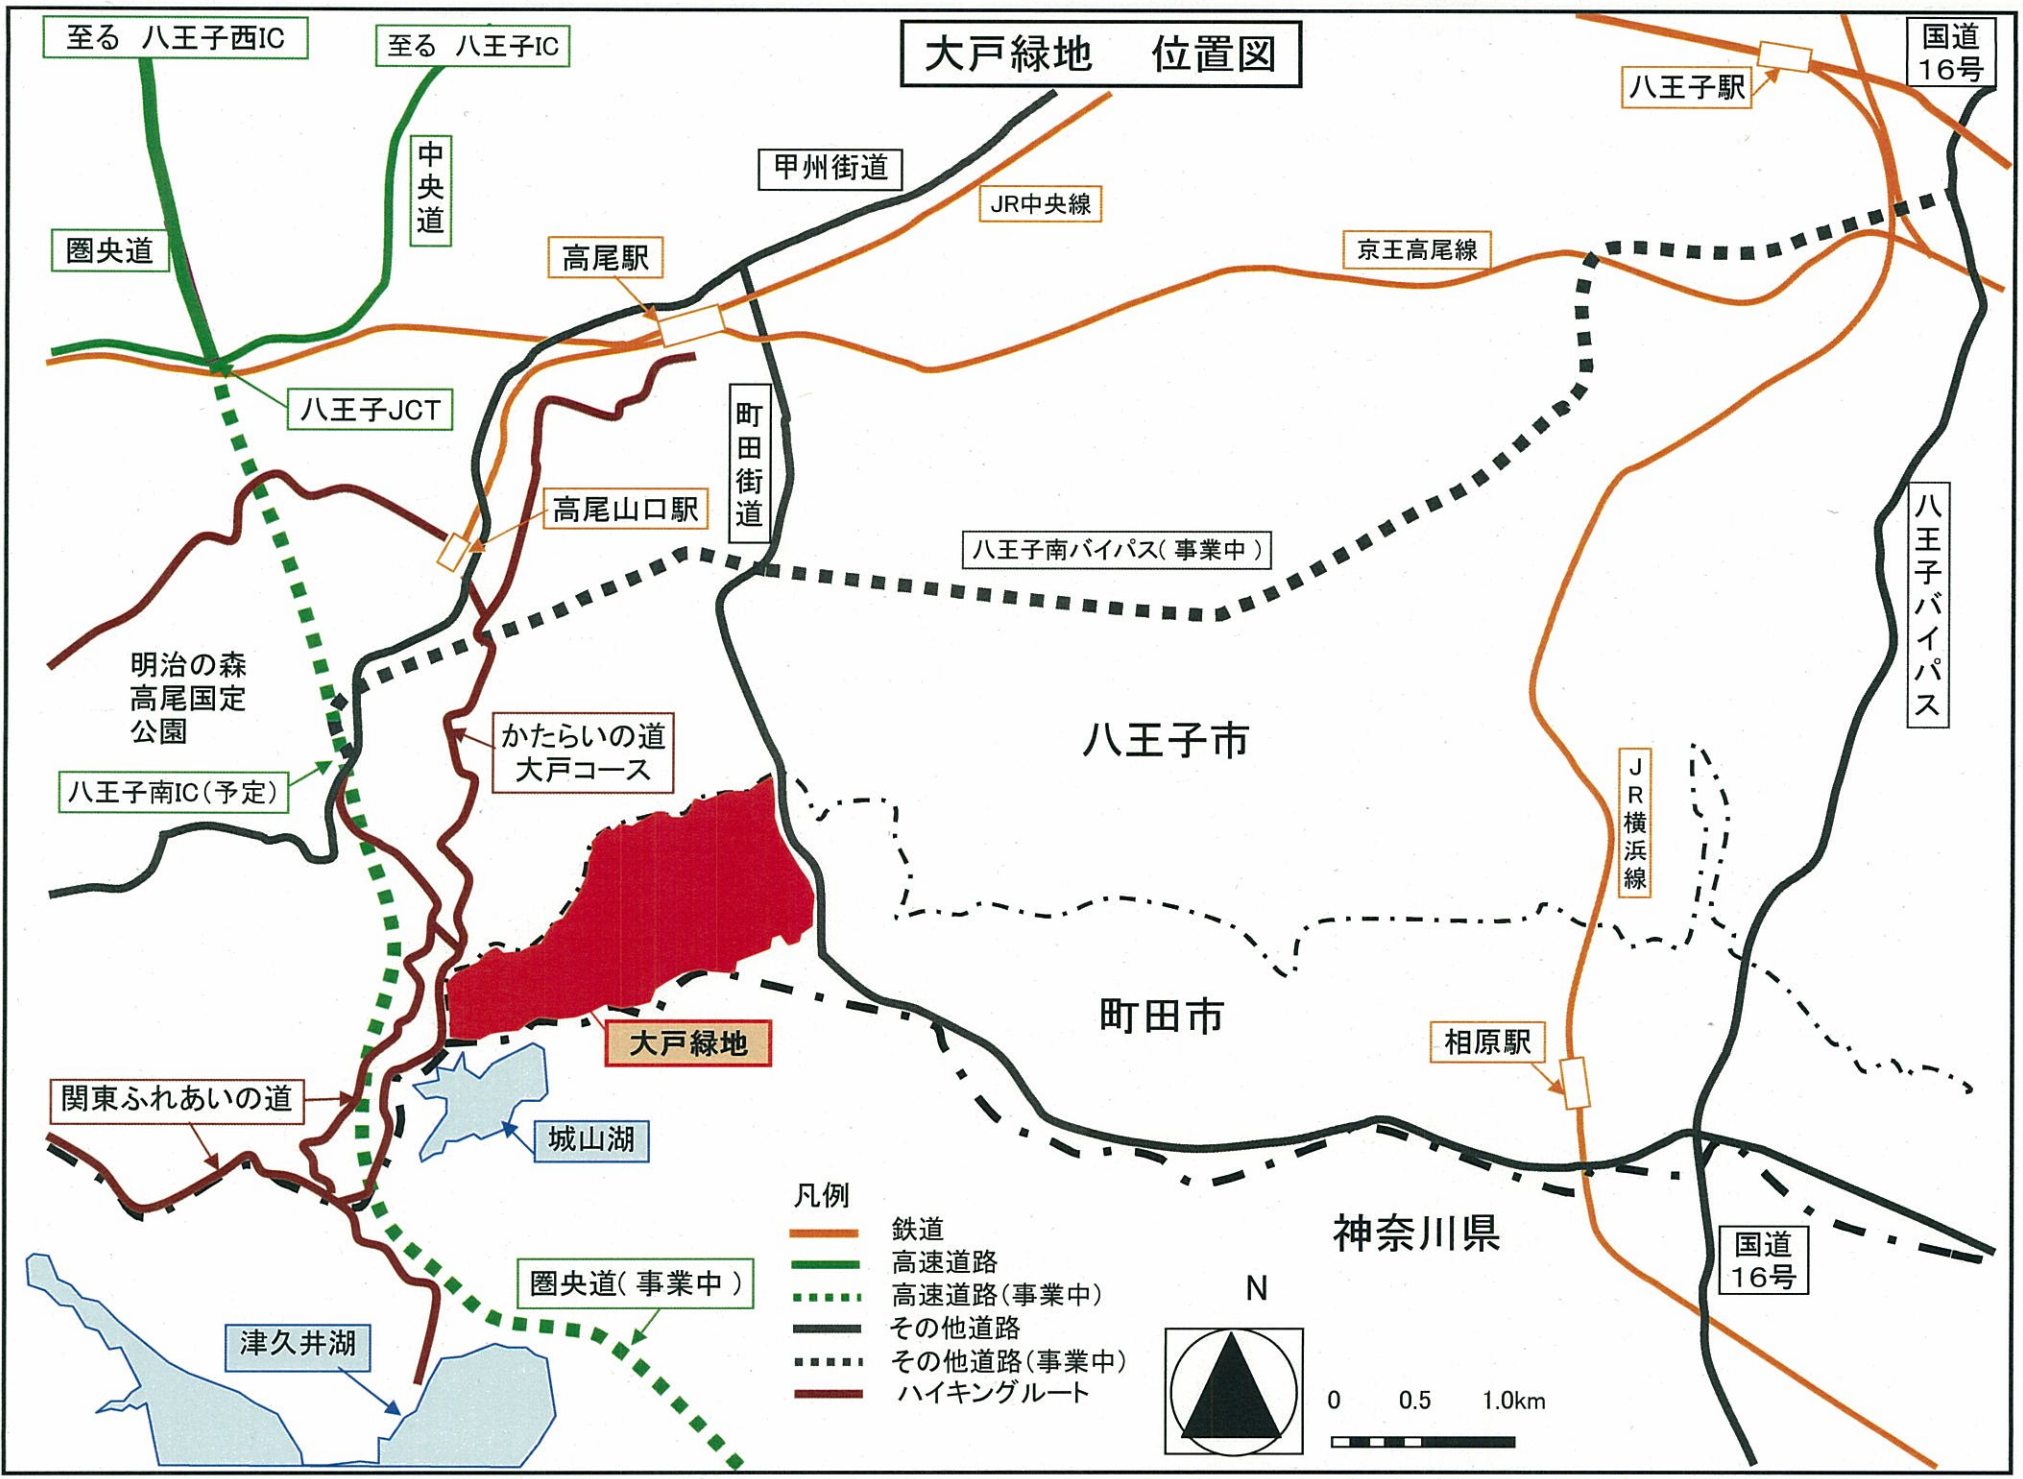 大戸緑地　位置図
至る 八王子西IC
至る 八王子IC
中央道
圏央道
甲州街道
JR中央線
高尾駅
京王高尾線
八王子駅
国道
16号
八王子JCT
町田街道
高尾山口駅
八王子南バイパス(事業中)
八王子バイパス
明治の森
高尾国定
公園
かたらいの道
大戸コース
八王子南IC(予定)
八王子市
JR横浜線
町田市
大戸緑地
相原駅
関東ふれあいの道
城山湖
神奈川県
国道
16号
圏央道(事業中)
津久井湖
凡例
鉄道
高速道路
高速道路(事業中)
その他道路
その他道路(事業中)
ハイキングルート
N
0 0.5 1.0km